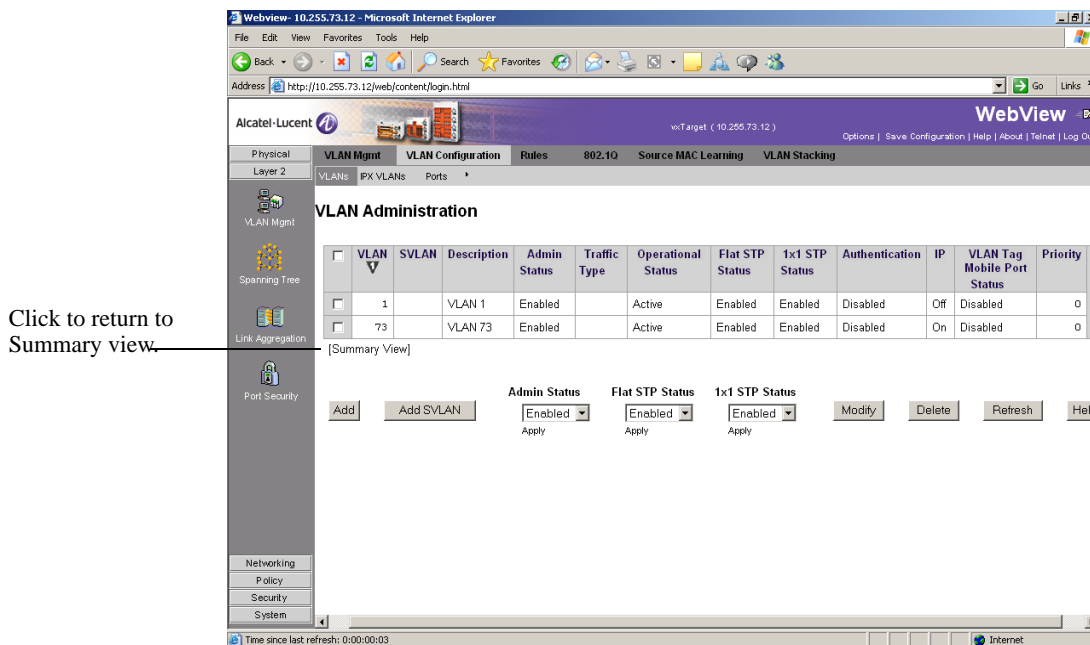 Webview- 10.255.73.12 - Microsoft Internet Explorer
File Edit View Favorites Tools Help
Back Search Favorites
Address http://10.255.73.12/web/content/login.html Go Links
Alcatel·Lucent
vxTarget ( 10.255.73.12 )
WebView
Options | Save Configuration | Help | About | Telnet | Log Ou
Physical
Layer 2
VLAN Mgmt VLAN Configuration Rules 802.1Q Source MAC Learning VLAN Stacking
VLANs IPX VLANs Ports
VLAN Mgmt
Spanning Tree
Link Aggregation
Port Security
VLAN Administration
VLAN SVLAN Description Admin Status Traffic Type Operational Status Flat STP Status 1x1 STP Status Authentication IP VLAN Tag Mobile Port Status Priority
1 VLAN 1 Enabled Active Enabled Enabled Disabled Off Disabled 0
73 VLAN 73 Enabled Active Enabled Enabled Disabled On Disabled 0
Click to return to
Summary view.
[Summary View]
Admin Status Flat STP Status 1x1 STP Status
Add Add SVLAN Enabled Enabled Enabled Modify Delete Refresh Hel
Apply Apply Apply
Networking
Policy
Security
System
Time since last refresh: 0:00:00:03 Internet